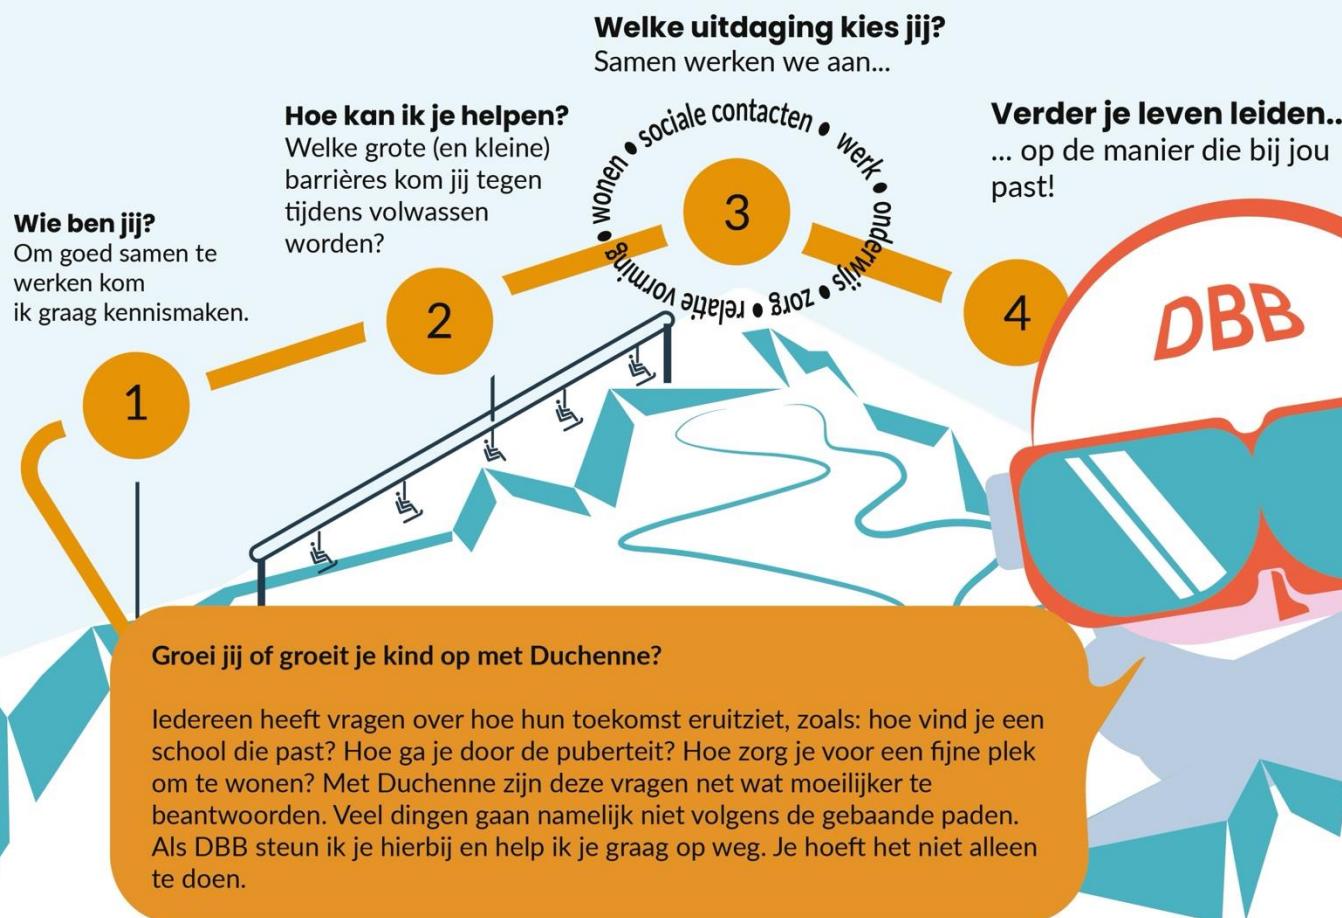 Wie ben jij?
Om goed samen te
werken kom
ik graag kennismaken.
1
Hoe kan ik je helpen?
Welke grote (en kleine)
barrières kom jij tegen
tijdens volwassen
worden?
2
Welke uitdaging kies jij?
Samen werken we aan...
• wonen • sociale contacten • werk • onderwijs • zorg • relatie vorming
3
Verder je leven leiden..
... op de manier die bij jou
past!
4
DBB
Groei jij of groeit je kind op met Duchenne?
Iedereen heeft vragen over hoe hun toekomst eruitziet, zoals: hoe vind je een
school die past? Hoe ga je door de puberteit? Hoe zorg je voor een fijne plek
om te wonen? Met Duchenne zijn deze vragen net wat moeilijker te
beantwoorden. Veel dingen gaan namelijk niet volgens de gebaande paden.
Als DBB steun ik je hierbij en help ik je graag op weg. Je hoeft het niet alleen
te doen.